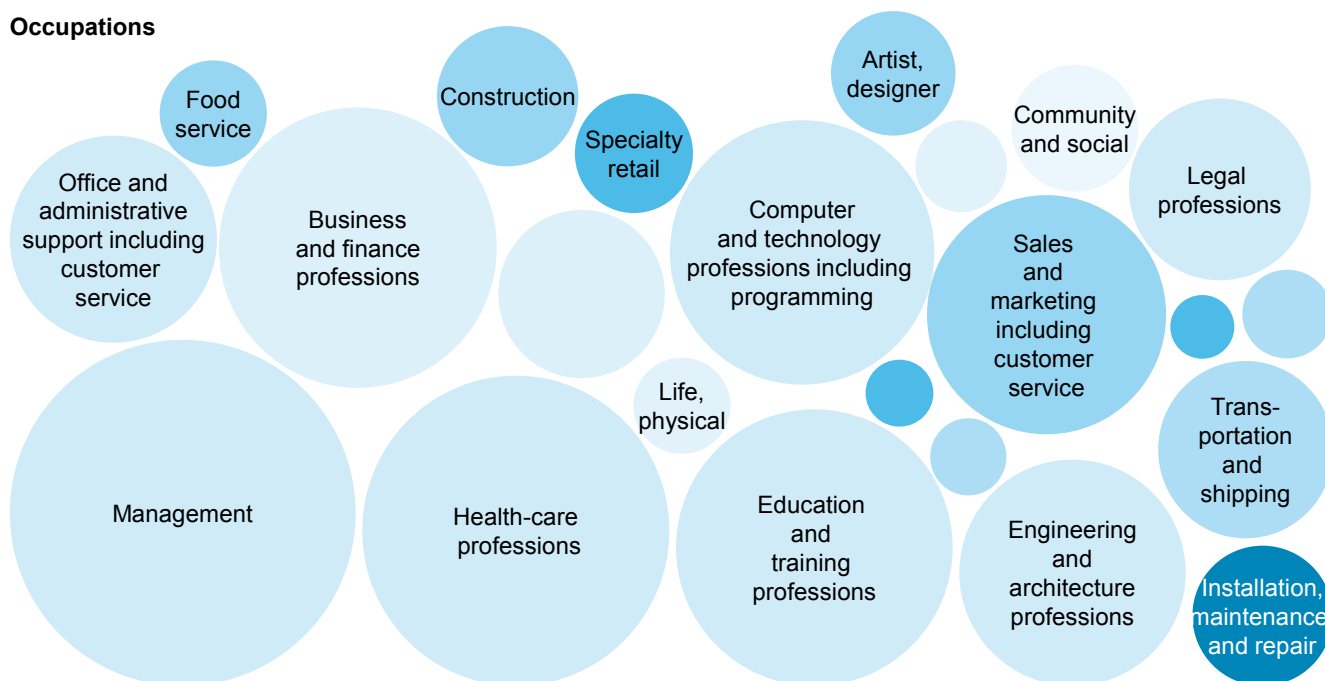 Occupations
Food
service
Construction
Specialty
retail
Artist,
designer
Community
and social
Legal
professions
Office and
administrative
support including
customer
service
Business
and finance
professions
Computer
and technology
professions including
programming
Sales
and
marketing
including
customer
service
Life,
physical
Trans-
portation
and
shipping
Management
Health-care
professions
Education
and
training
professions
Engineering
and
architecture
professions
Installation,
maintenance
and repair